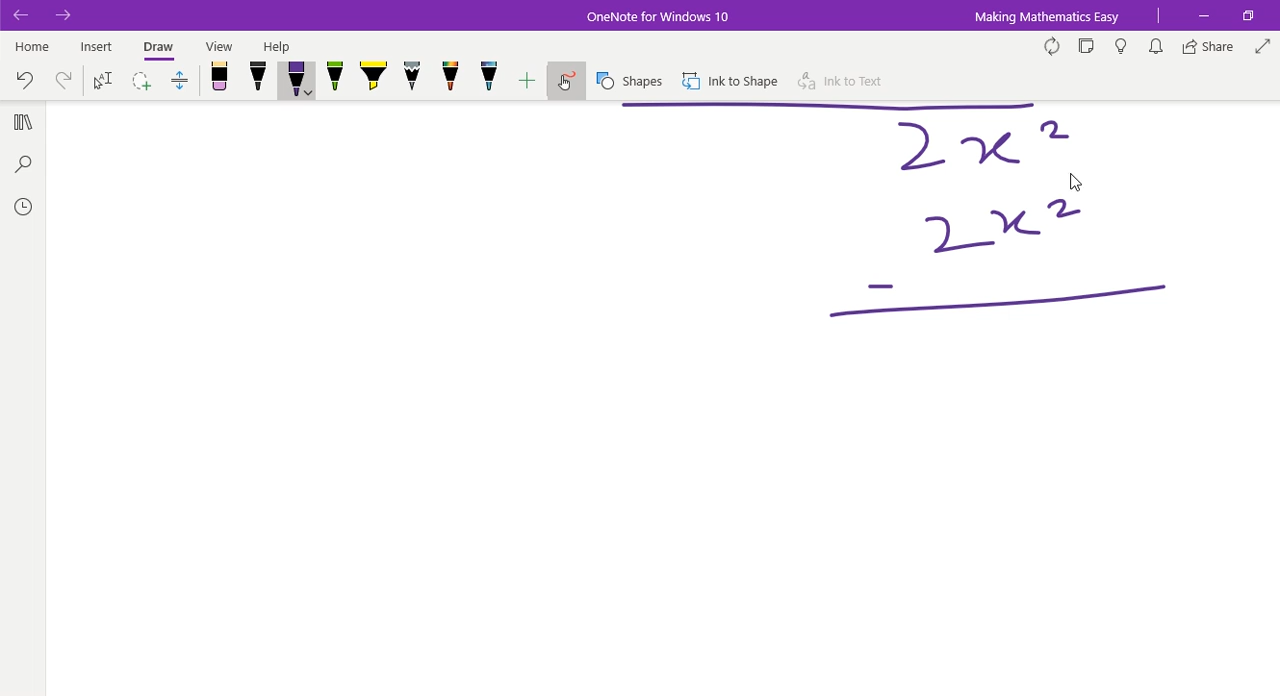 OneNote for Windows 10 Making Mathematics Easy
Home Insert Draw View Help Share
Shapes Ink to Shape Ink to Text
2x²
2x²
−